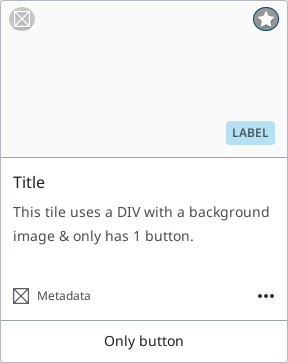 LABEL
Title
This tile uses a DIV with a background
image & only has 1 button.
Metadata
Only button